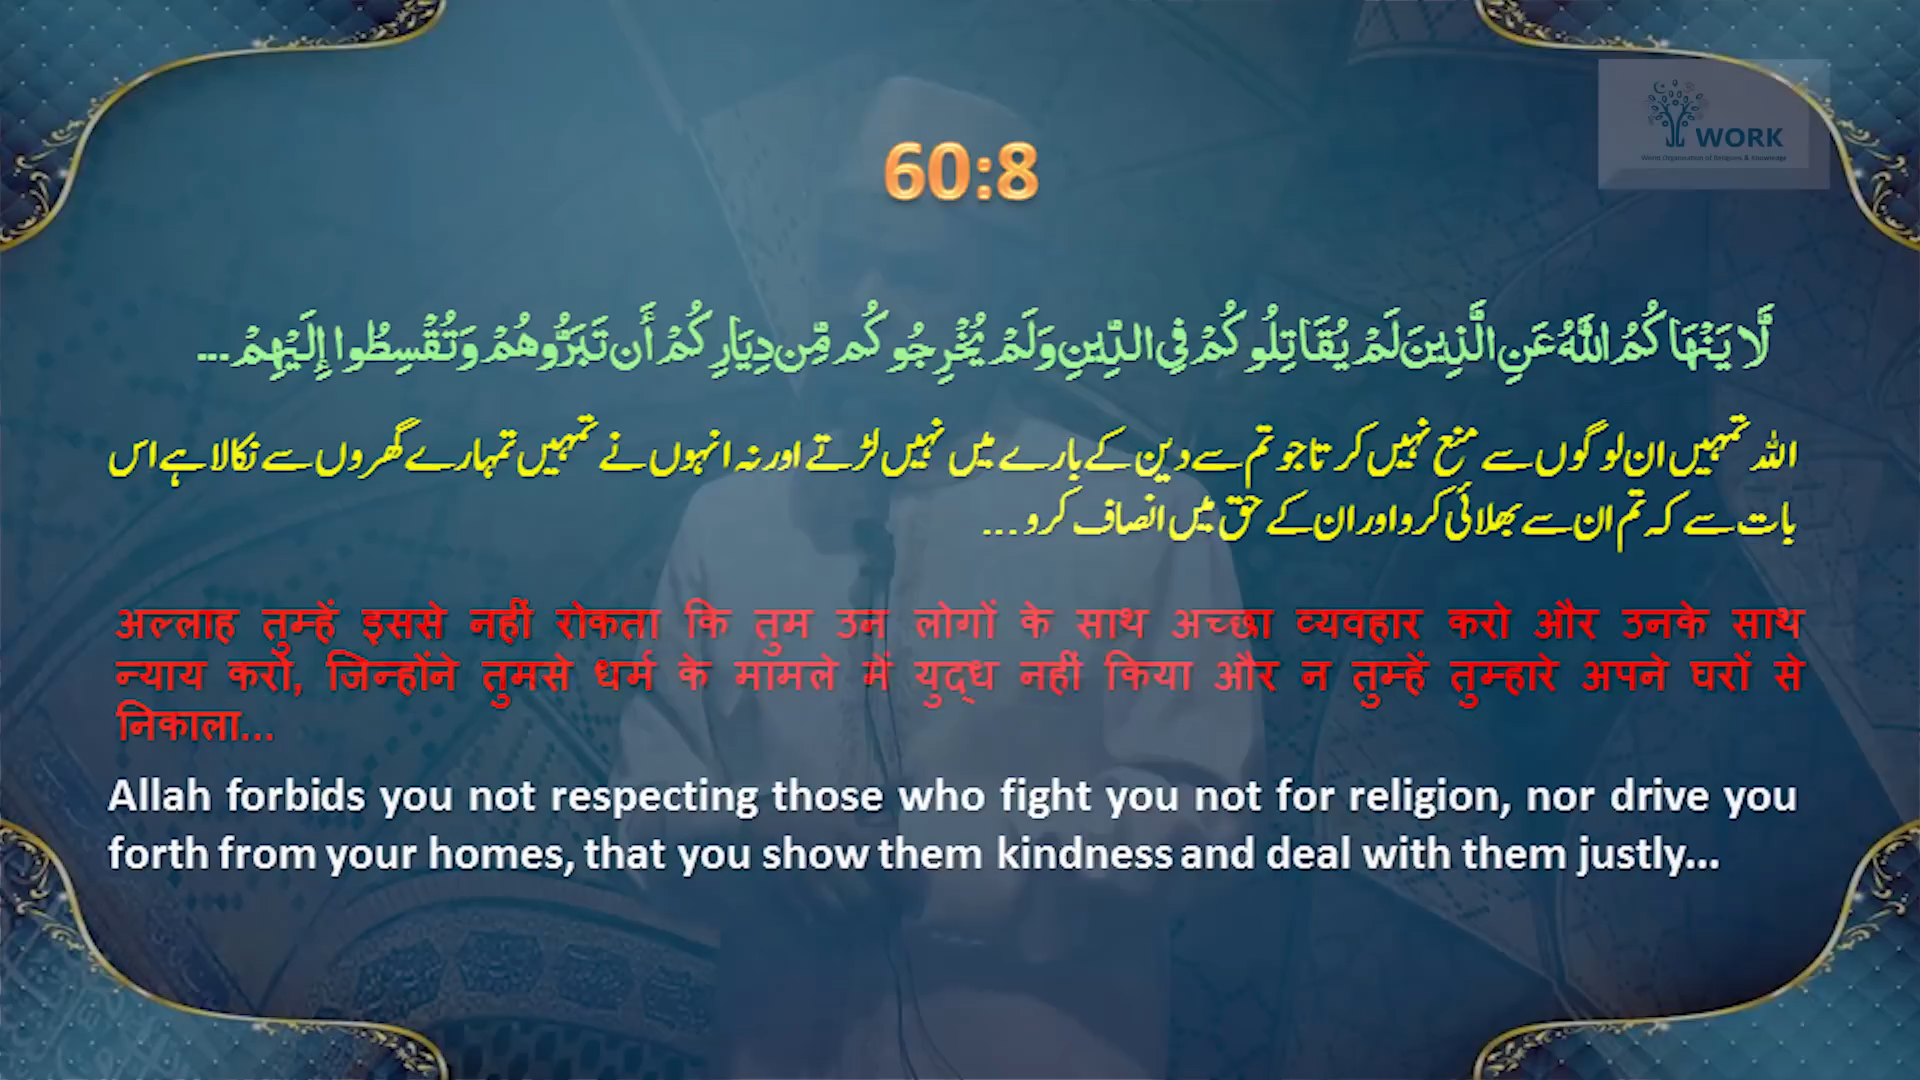 WORK
World Organisation of Religions & Knowledge
60:8
لَّا يَنْهَاكُمُ اللَّهُ عَنِ الَّذِينَ لَمْ يُقَاتِلُوكُمْ فِي الدِّينِ وَلَمْ يُخْرِجُوكُم مِّن دِيَارِكُمْ أَن تَبَرُّوهُمْ وَتُقْسِطُوا إِلَيْهِمْ...
اللہ تمہیں ان لوگوں سے منع نہیں کرتا جو تم سے دین کے بارے میں نہیں لڑتے اور نہ انہوں نے تمہیں تمہارے گھروں سے نکالا ہے اس
بات سے کہ تم ان سے بھلائی کرو اور ان کے حق میں انصاف کرو...
अल्लाह तुम्हें इससे नहीं रोकता कि तुम उन लोगों के साथ अच्छा व्यवहार करो और उनके साथ
न्याय करो, जिन्होंने तुमसे धर्म के मामले में युद्ध नहीं किया और न तुम्हें तुम्हारे अपने घरों से
निकाला...
Allah forbids you not respecting those who fight you not for religion, nor drive you
forth from your homes, that you show them kindness and deal with them justly...